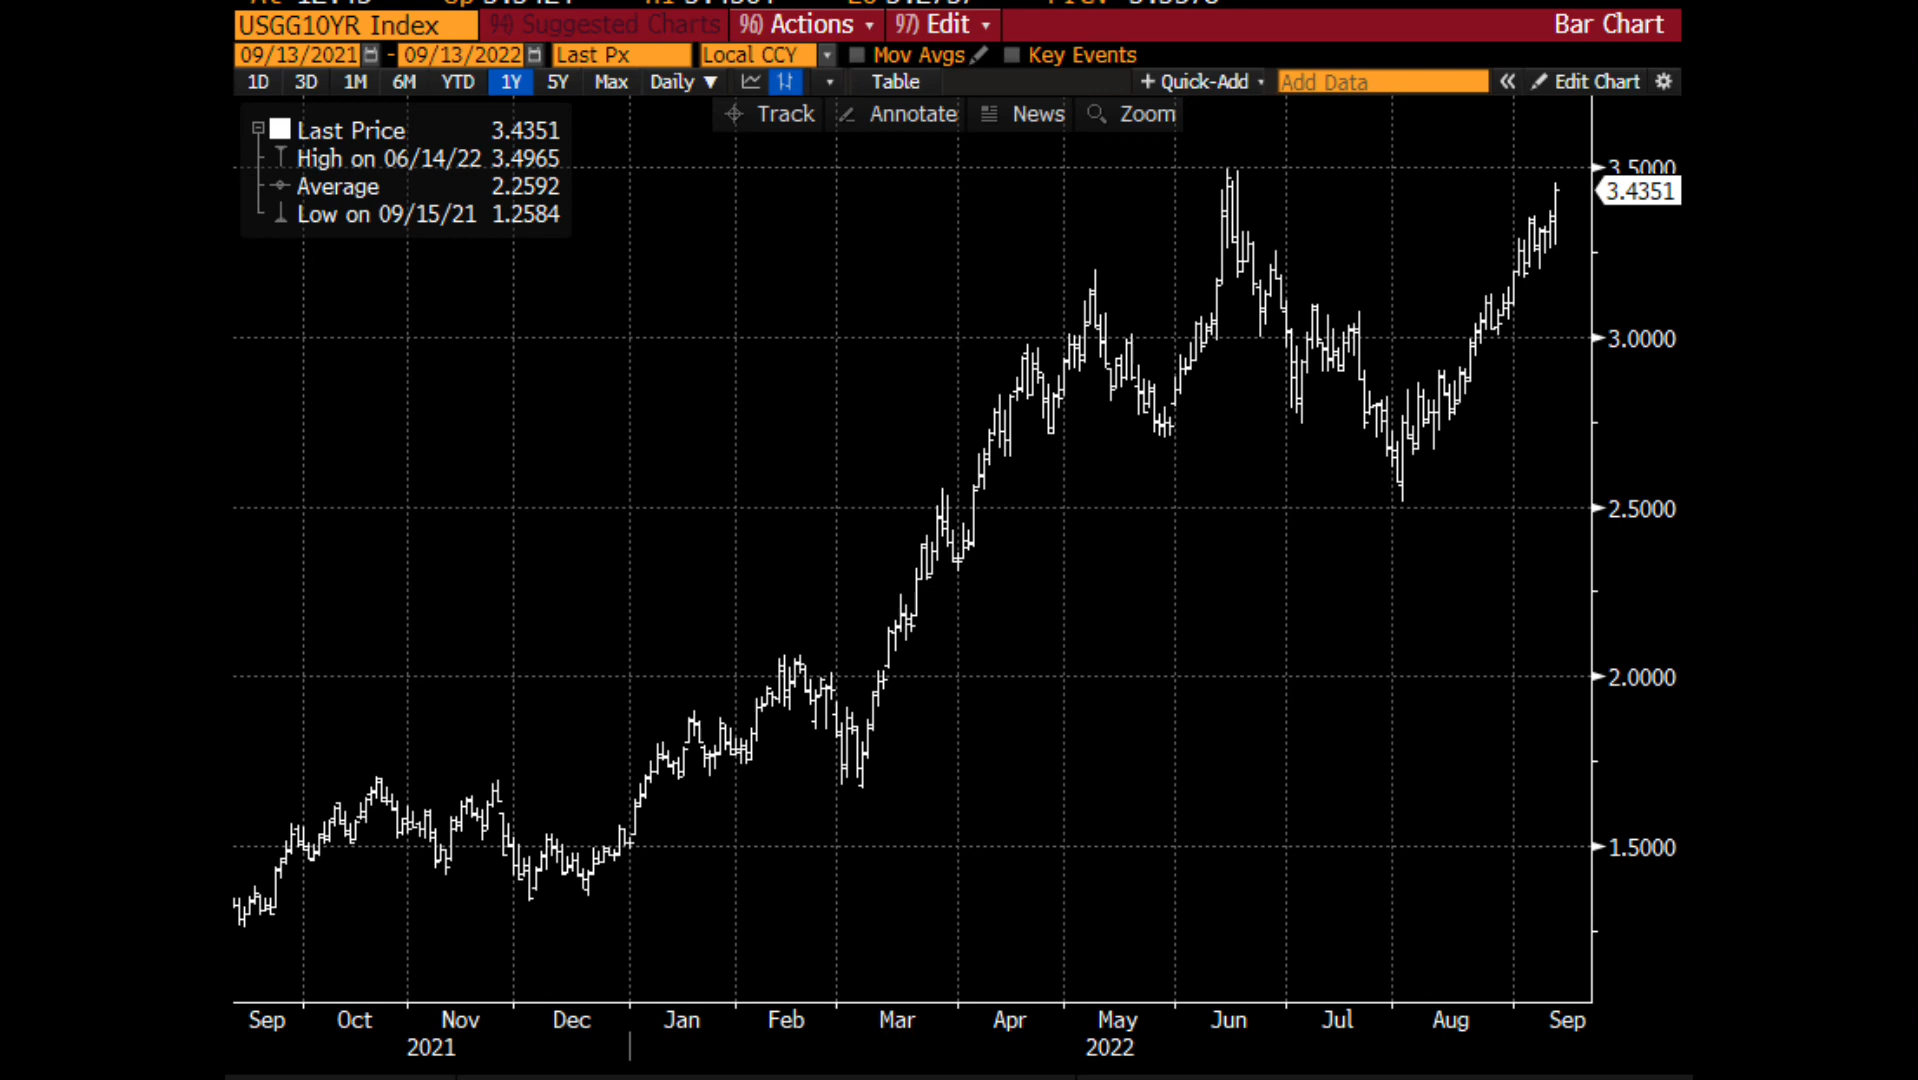 USGG10YR Index 94) Suggested Charts 96) Actions 97) Edit Bar Chart
09/13/2021 - 09/13/2022 Last Px Local CCY Mov Avgs Key Events
1D 3D 1M 6M YTD 1Y 5Y Max Daily Table + Quick-Add Add Data « Edit Chart
Track Annotate News Zoom
Last Price 3.4351
High on 06/14/22 3.4965
Average 2.2592
Low on 09/15/21 1.2584
3.5000
3.4351
3.0000
2.5000
2.0000
1.5000
Sep Oct Nov Dec Jan Feb Mar Apr May Jun Jul Aug Sep
2021 2022